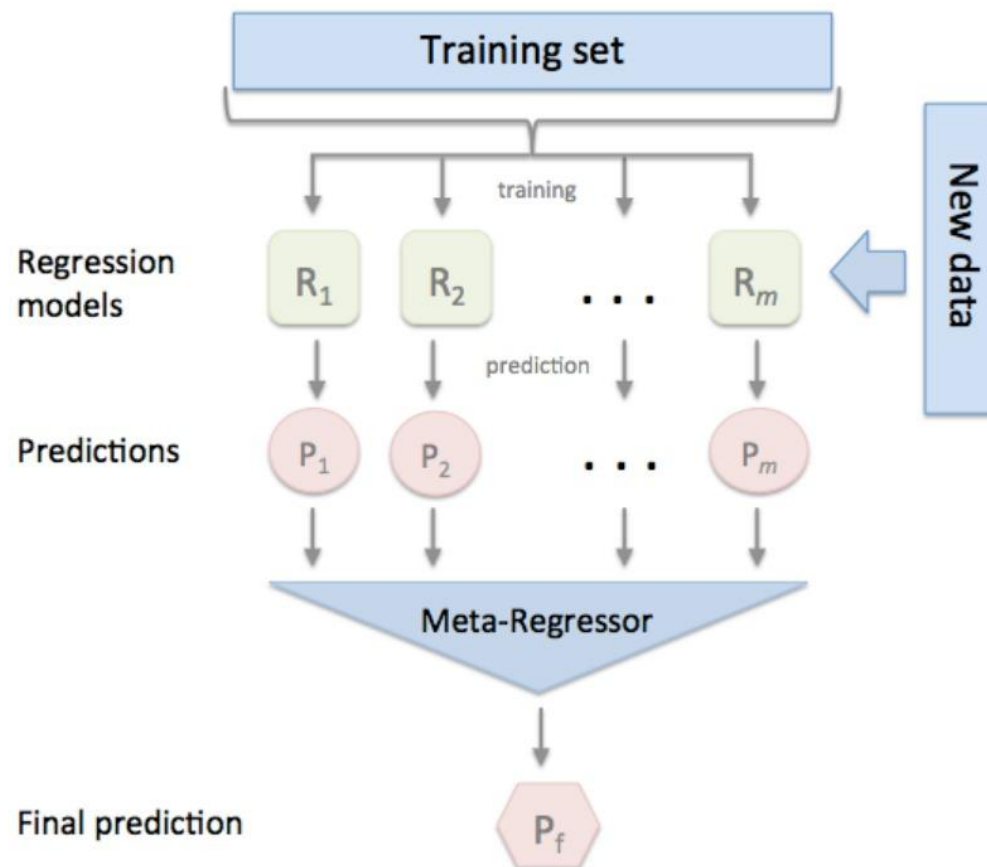 Training set
New data
training
Regression
models
R1
R2
. . .
Rm
prediction
Predictions
P1
P2
. . .
Pm
Meta-Regressor
Final prediction
Pf